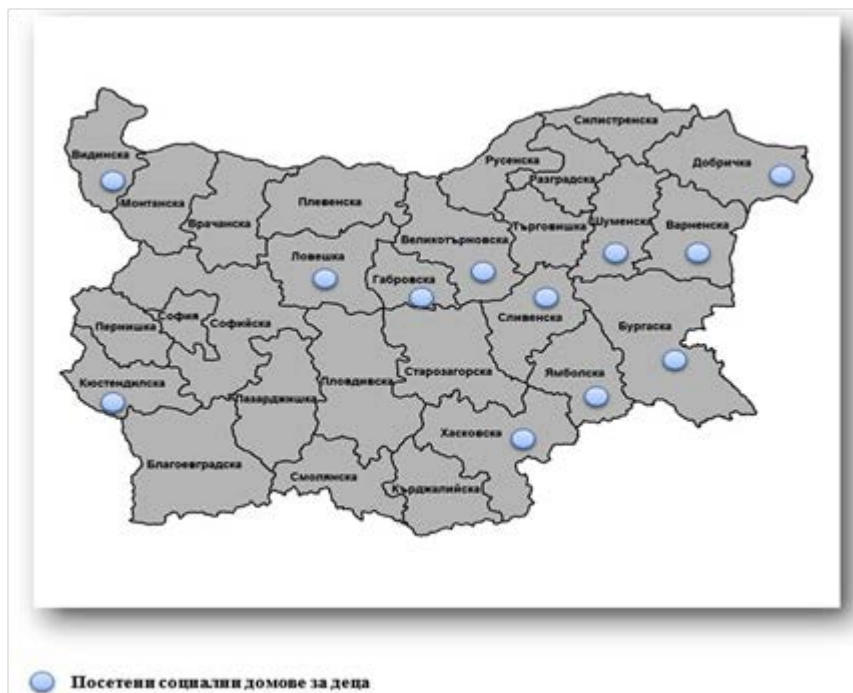 Силистренска
Видинска
Русенска
Добричка
Разградска
Монтанска
Плевенска
Врачанска
Търговишка
Шуменска
Варненска
Великотърновска
Ловешка
Габровска
София
Софийска
Пернишка
Сливенска
Бургаска
Кюстендилска
Пазарджишка
Пловдивска
Старозагорска
Ямболска
Хасковска
Благоевградска
Смолянска
Кърджалийска
Посетени социални домове за деца